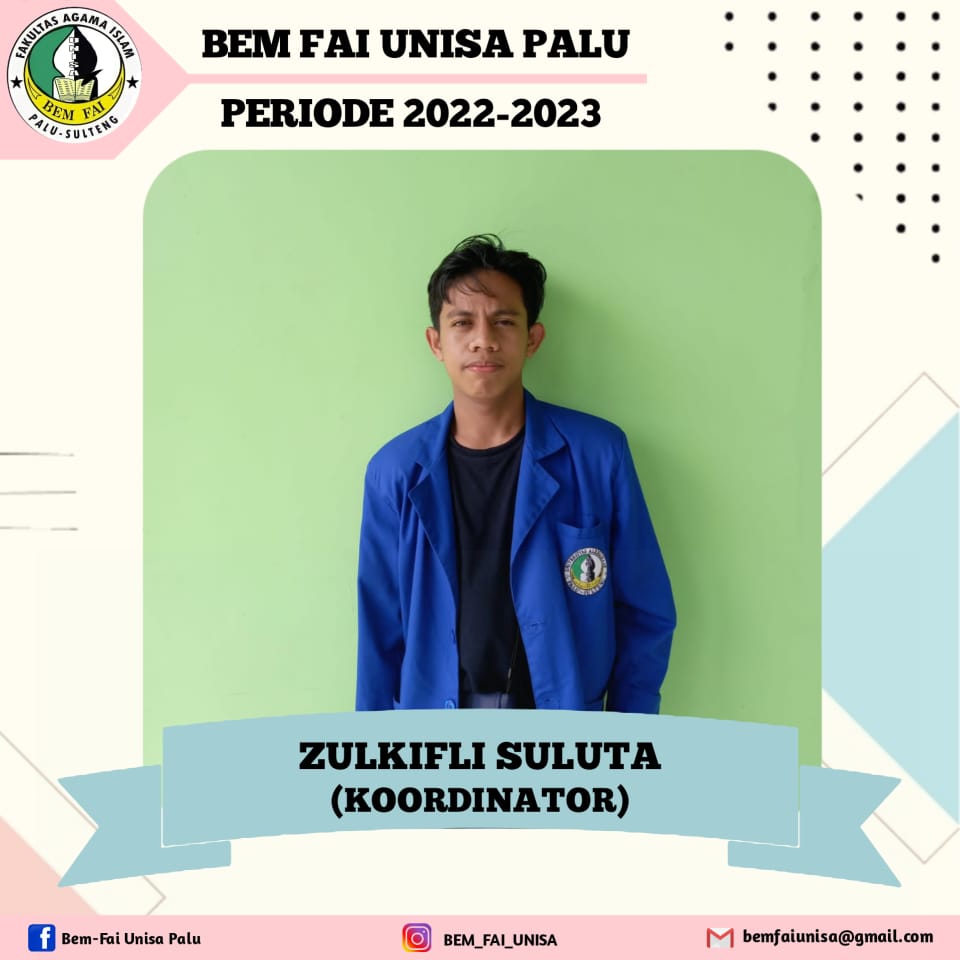 FAKULTAS AGAMA ISLAM
BEM FAI
PALU-SULTENG
BEM FAI UNISA PALU
PERIODE 2022-2023
ZULKIFLI SULUTA
(KOORDINATOR)
Bem-Fai Unisa Palu
BEM_FAI_UNISA
bemfaiunisa@gmail.com